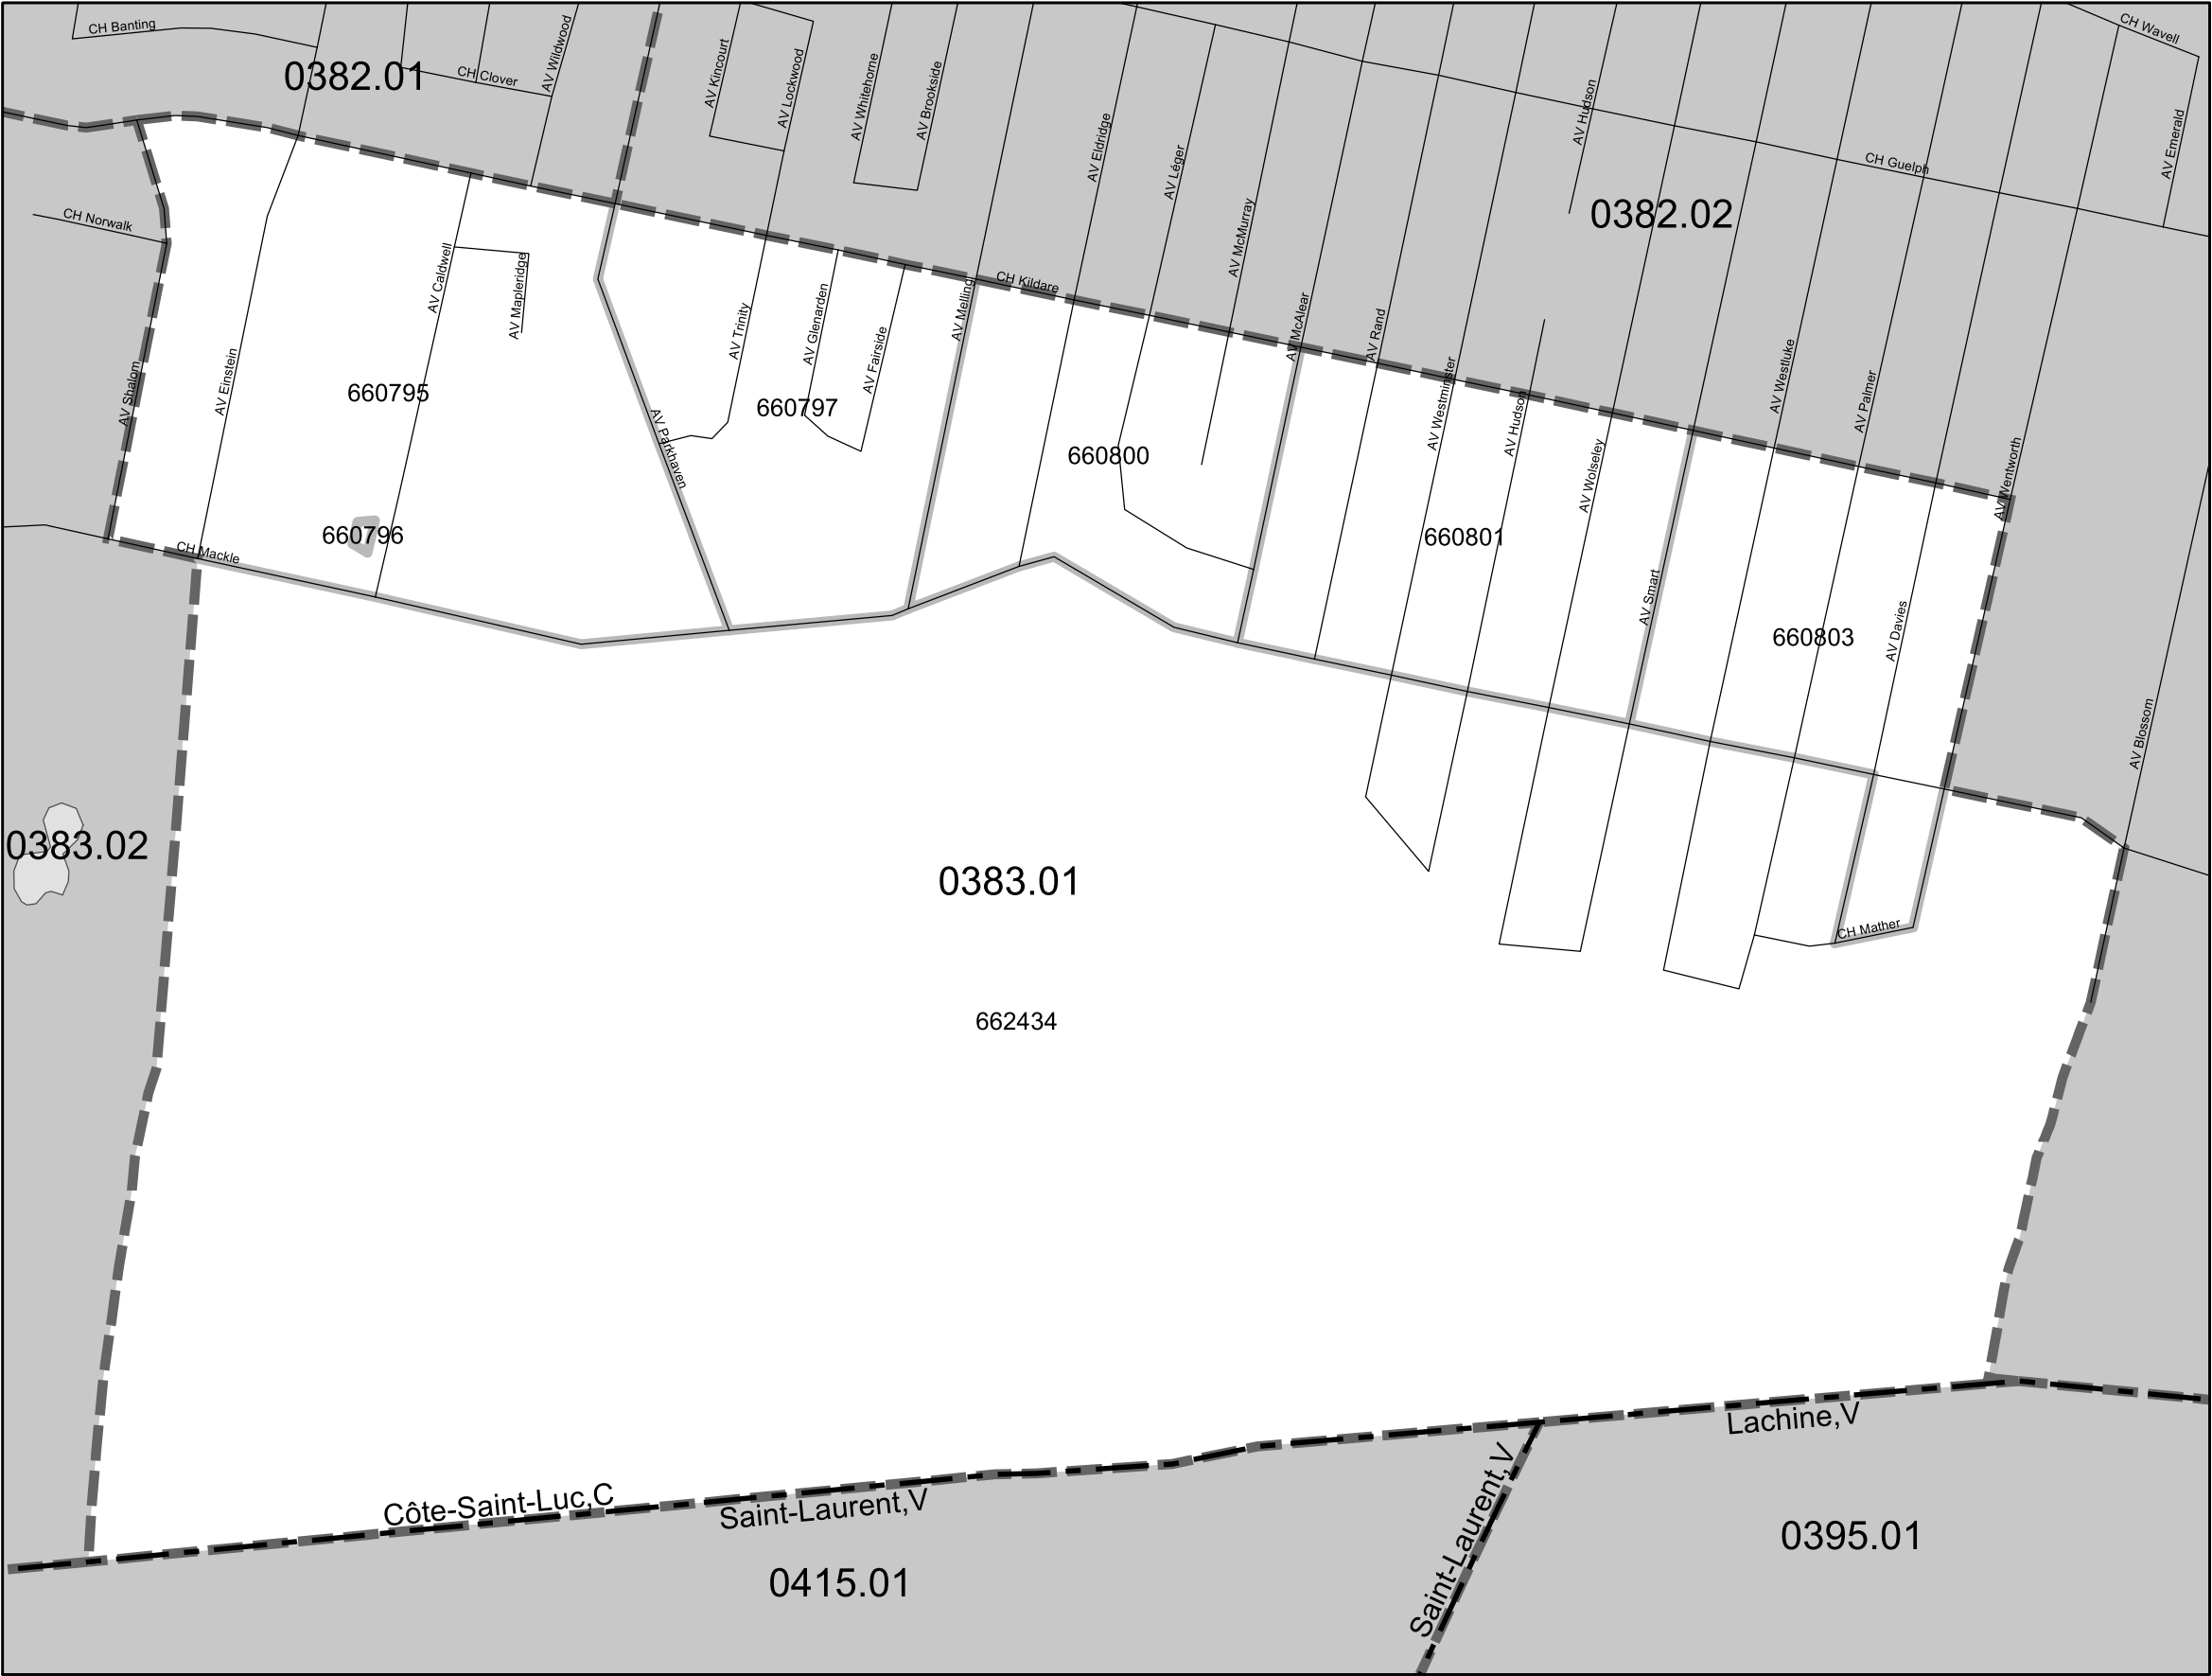 CH Banting
0382.01
CH Clover
AV Wildwood
AV Kincourt
AV Lockwood
AV Whitehorne
AV Brookside
AV Eldridge
AV Léger
AV McMurray
AV Hudson
CH Wavell
AV Emerald
CH Guelph
0382.02
CH Norwalk
AV Shalom
AV Einstein
AV Caldwell
AV Mapleridge
660795
660796
CH Mackle
AV Parkhaven
AV Trinity
AV Glenarden
AV Fairside
660797
AV Melling
CH Kildare
660800
AV McAlear
AV Rand
AV Westminster
AV Hudson
AV Wolseley
660801
AV Smart
AV Westluke
AV Palmer
AV Davies
660803
AV Wentworth
AV Blossom
0383.02
0383.01
CH Mather
662434
Côte-Saint-Luc,C
Saint-Laurent,V
Saint-Laurent,V
Lachine,V
0415.01
0395.01